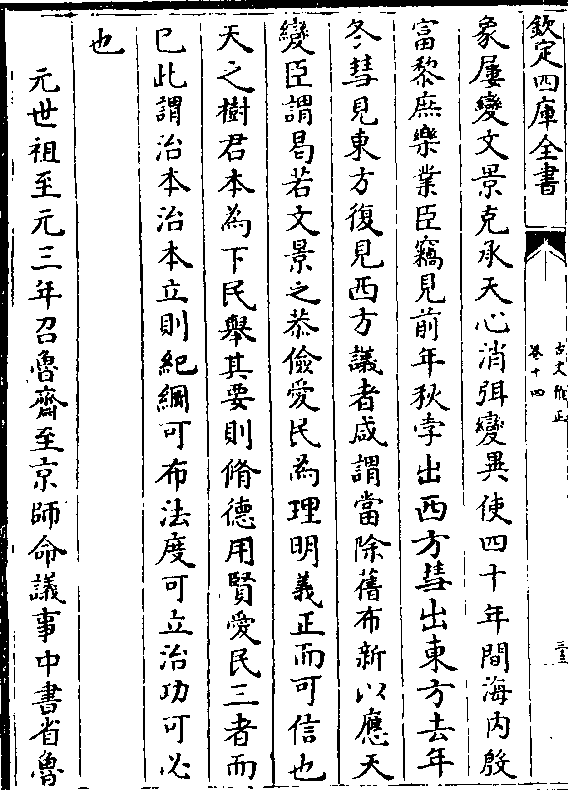 欽定四庫全書
象屢變文景克承天心消弭變異使四十年間海内殷
富黎庶樂業臣竊見前年秋孛出西方彗出東方去年
冬彗見東方復見西方議者咸謂當除舊布新以應天
變臣謂曷若文景之恭儉愛民為理明義正而可信也
天之樹君本為下民舉其要則脩德用賢愛民三者而
已此謂治本治本立則紀綱可布法度可立治功可必
也
元世祖至元三年召魯齋至京師命議事中書省魯
卷十四